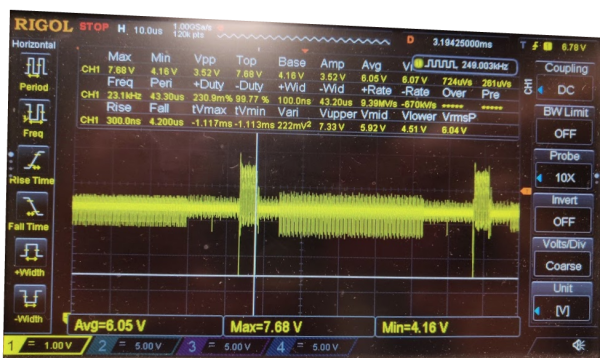 RIGOL STOP H 10.0us 1.00GSa/s 120k pts D 3.19425000ms T 6.78 V
Horizontal
Period
Freq
Rise Time
Fall Time
+Width
-Width
Max Min Vpp Top Base Amp Avg 249.003kHz
CH1 7.68 V 4.16 V 3.52 V 7.68 V 4.16 V 3.52 V 6.05 V 6.07 V 724uVs 261uVs
Freq Peri +Duty -Duty +Wid -Wid +Rate -Rate Over Pre
CH1 23.1kHz 43.30us 230.9m% 99.77 % 100.0ns 43.20us 9.39MV/s -670kV/s ***** *****
Rise Fall tVmax tVmin Vari Vupper Vmid Vlower VrmsP
CH1 300.0ns 4.200us -1.117ms -1.113ms 222mV² 7.33 V 5.92 V 4.51 V 6.04 V
CH1
Coupling
DC
BW Limit
OFF
Probe
10X
Invert
OFF
Volts/Div
Coarse
Unit
[V]
Avg=6.05 V Max=7.68 V Min=4.16 V
1 = 1.00 V 2 = 5.00 V 3 = 5.00 V 4 = 5.00 V